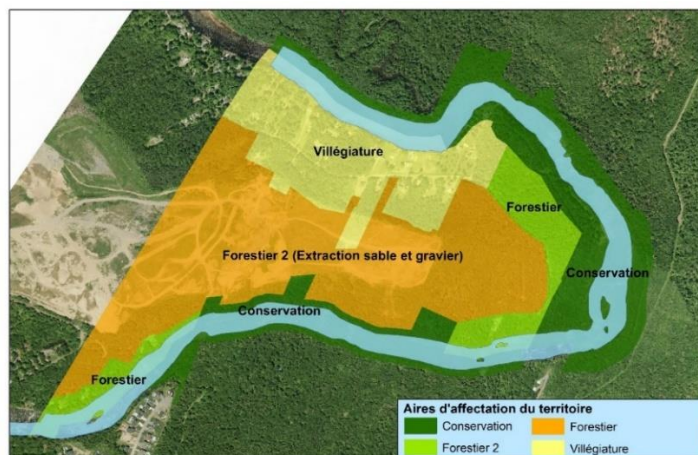 Villégiature
Forestier
Forestier 2 (Extraction sable et gravier)
Conservation
Conservation
Forestier
Aires d'affectation du territoire
Conservation
Forestier
Forestier 2
Villégiature